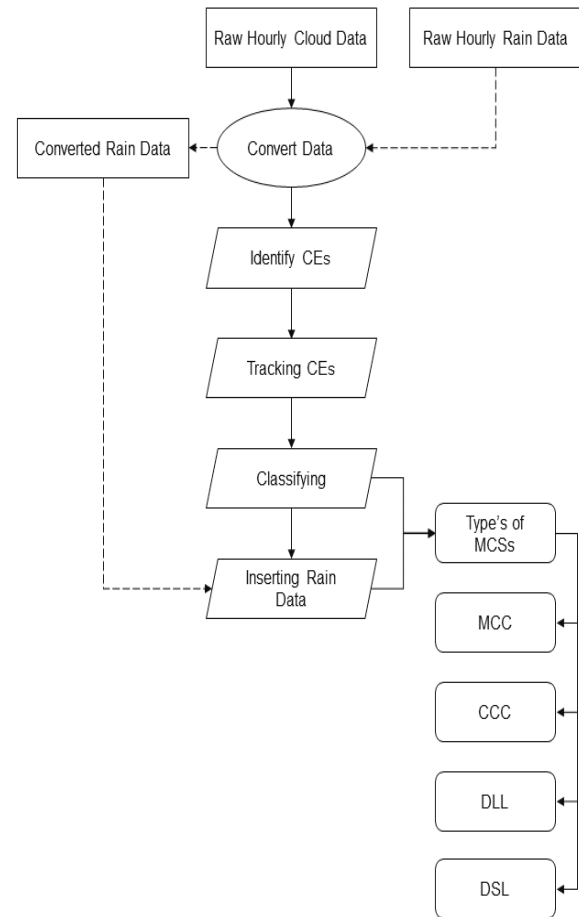 Raw Hourly Cloud Data
Raw Hourly Rain Data
Converted Rain Data
Convert Data
Identify CEs
Tracking CEs
Classifying
Type's of
MCSs
Inserting Rain
Data
MCC
CCC
DLL
DSL